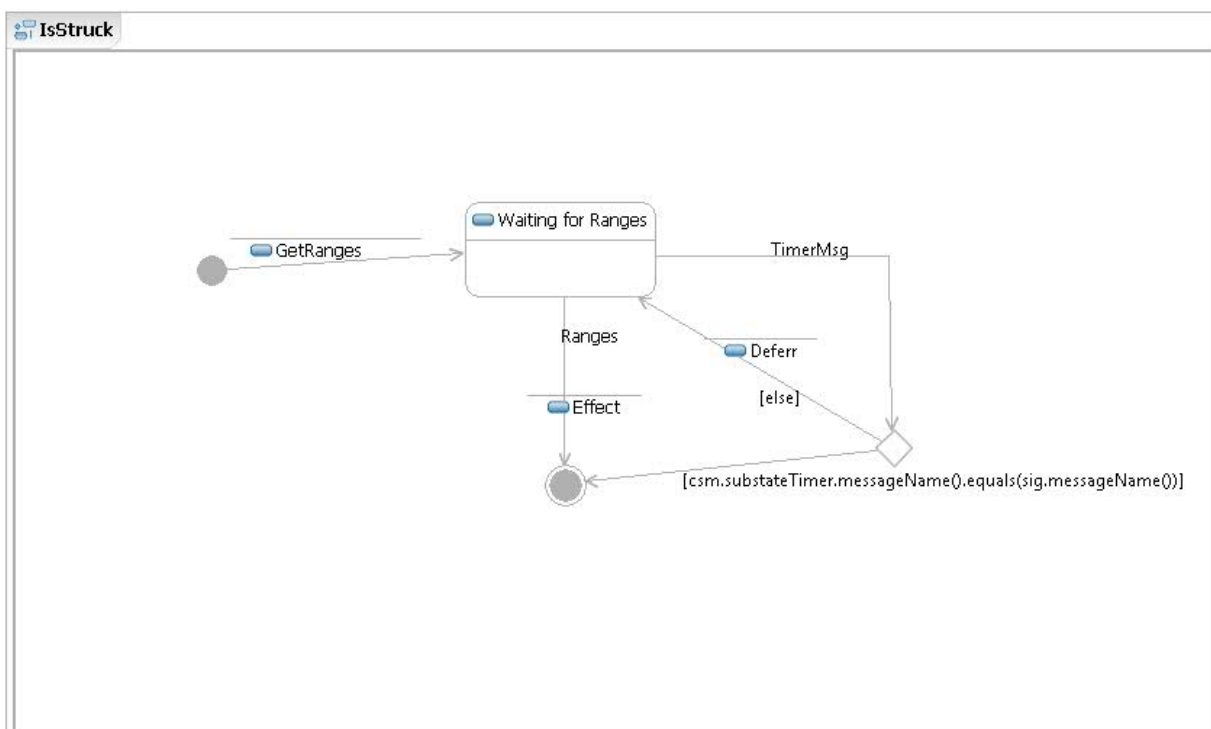 IsStruck
Waiting for Ranges
GetRanges
TimerMsg
Ranges
Deferr
[else]
Effect
[csm.substateTimer.messageName().equals(sig.messageName())]